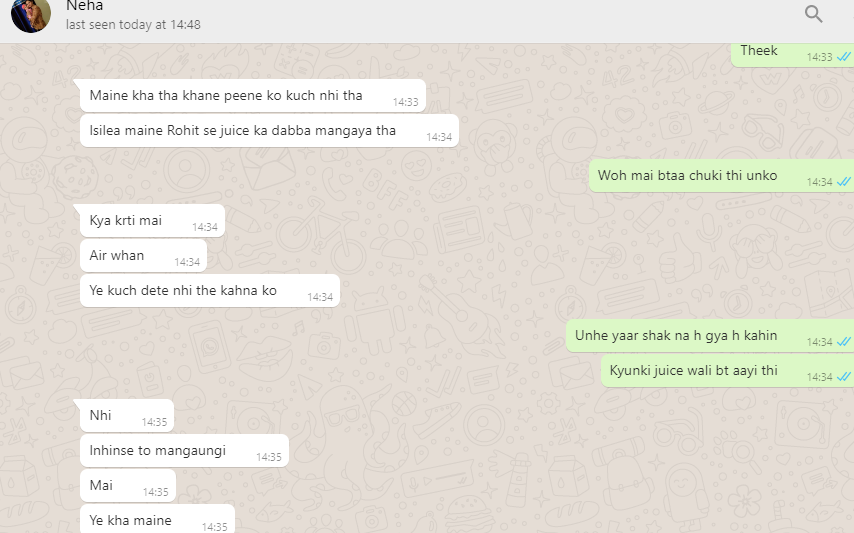 Neha
last seen today at 14:48
Theek 14:33
Maine kha tha khane peene ko kuch nhi tha 14:33
Isilea maine Rohit se juice ka dabba mangaya tha 14:34
Woh mai btaa chuki thi unko 14:34
Kya krti mai 14:34
Air whan 14:34
Ye kuch dete nhi the kahna ko 14:34
Unhe yaar shak na h gya h kahin 14:34
Kyunki juice wali bt aayi thi 14:34
Nhi 14:35
Inhinse to mangaungi 14:35
Mai 14:35
Ye kha maine 14:35